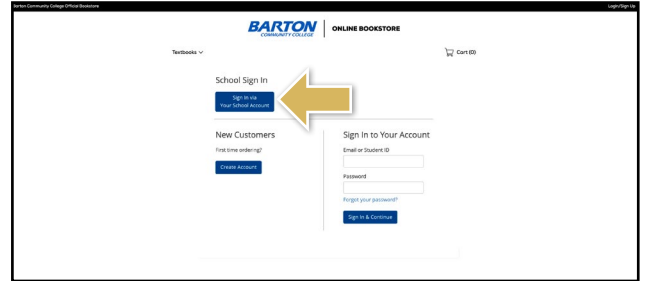 Barton Community College Official Bookstore
Login/Sign Up
BARTON
COMMUNITY COLLEGE
ONLINE BOOKSTORE
Textbooks
Cart (0)
School Sign In
Sign In via
Your School Account
New Customers
First time ordering?
Create Account
Sign In to Your Account
Email or Student ID
Password
Forgot your password?
Sign In & Continue